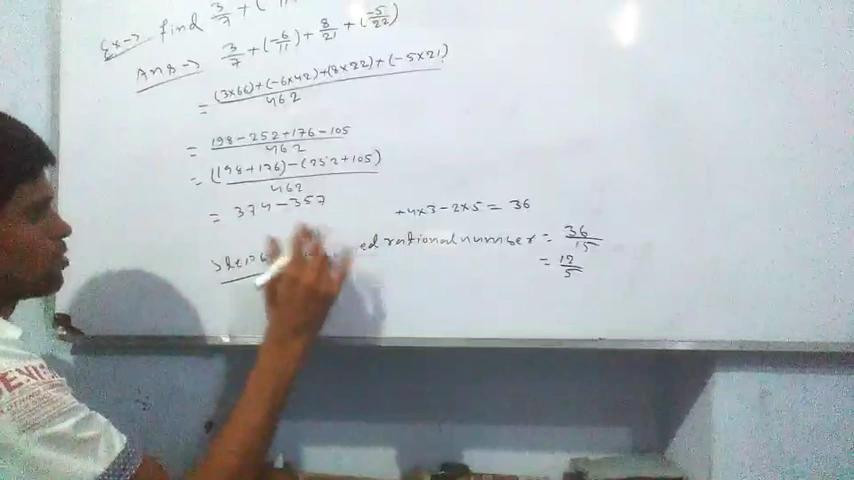 Ex→ find 3/7 + (
Ans→ 3/7 + (-6/11) + 8/21 + (-5/22)
= (3×66)+(-6×42)+(8×22)+(-5×21) / 462
= 198-252+176-105 / 462
= (198+176)-(252+105) / 462
= 374-357
+4×3-2×5 = 36
ed rational number = 36/15
= 12/5